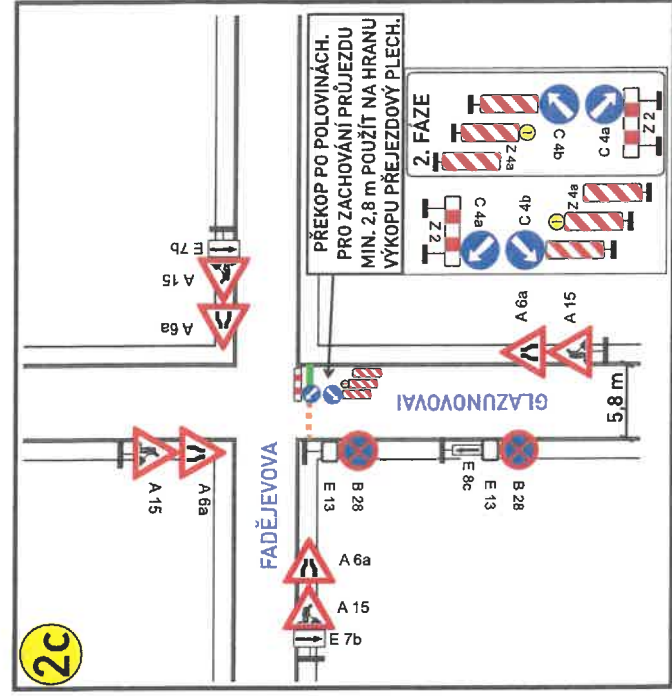 2c
PŘEKOP PO POLOVINÁCH.
PRO ZACHOVÁNÍ PRŮJEZDU
MIN. 2,8 m POUŽÍT NA HRANU
VÝKOPU PŘEJEZDOVÝ PLECH.
2. FÁZE
Z 4a
C 4b
C 4a
Z 2
Z 2
C 4a
C 4b
Z 4a
E 7b
A 15
A 6a
A 15
A 6a
FADĚJEVOVA
GLAZUNOVOVA
A 6a
A 15
5,8 m
E 13
B 28
E 8c
E 13
B 28
A 6a
A 15
E 7b